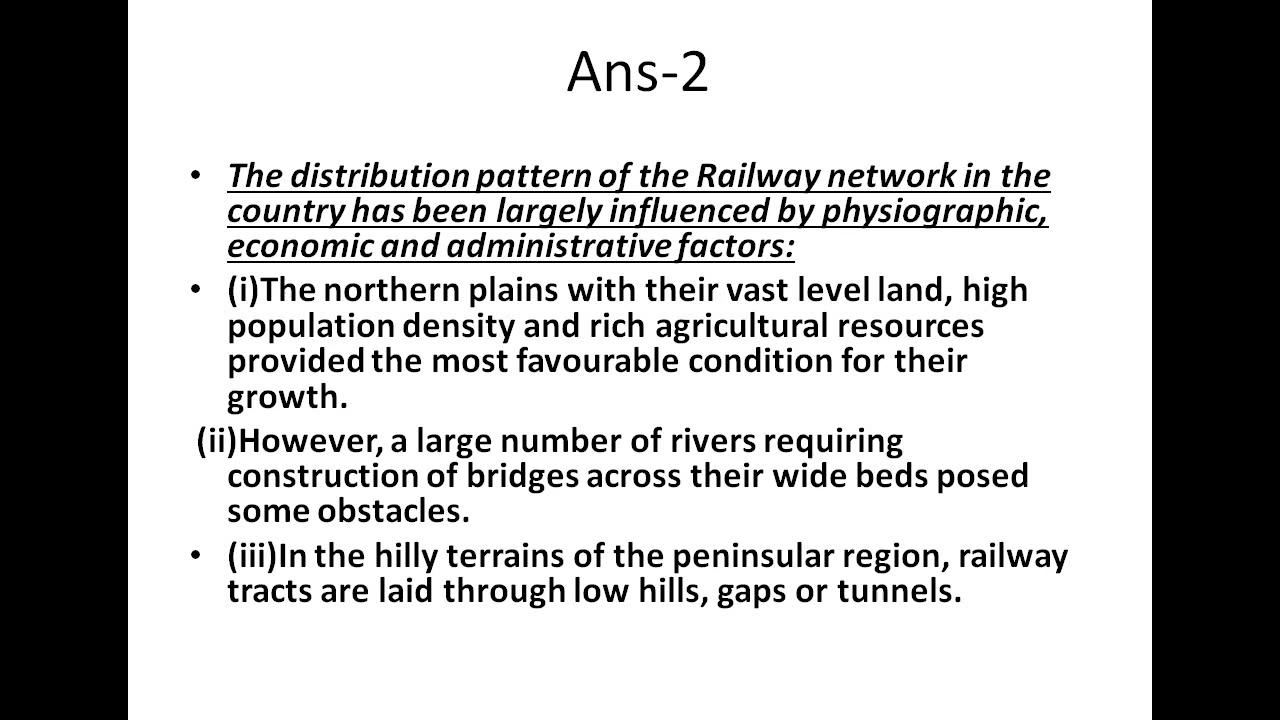 Ans-2
• The distribution pattern of the Railway network in the
country has been largely influenced by physiographic,
economic and administrative factors:
• (i)The northern plains with their vast level land, high
population density and rich agricultural resources
provided the most favourable condition for their
growth.
(ii)However, a large number of rivers requiring
construction of bridges across their wide beds posed
some obstacles.
• (iii)In the hilly terrains of the peninsular region, railway
tracts are laid through low hills, gaps or tunnels.